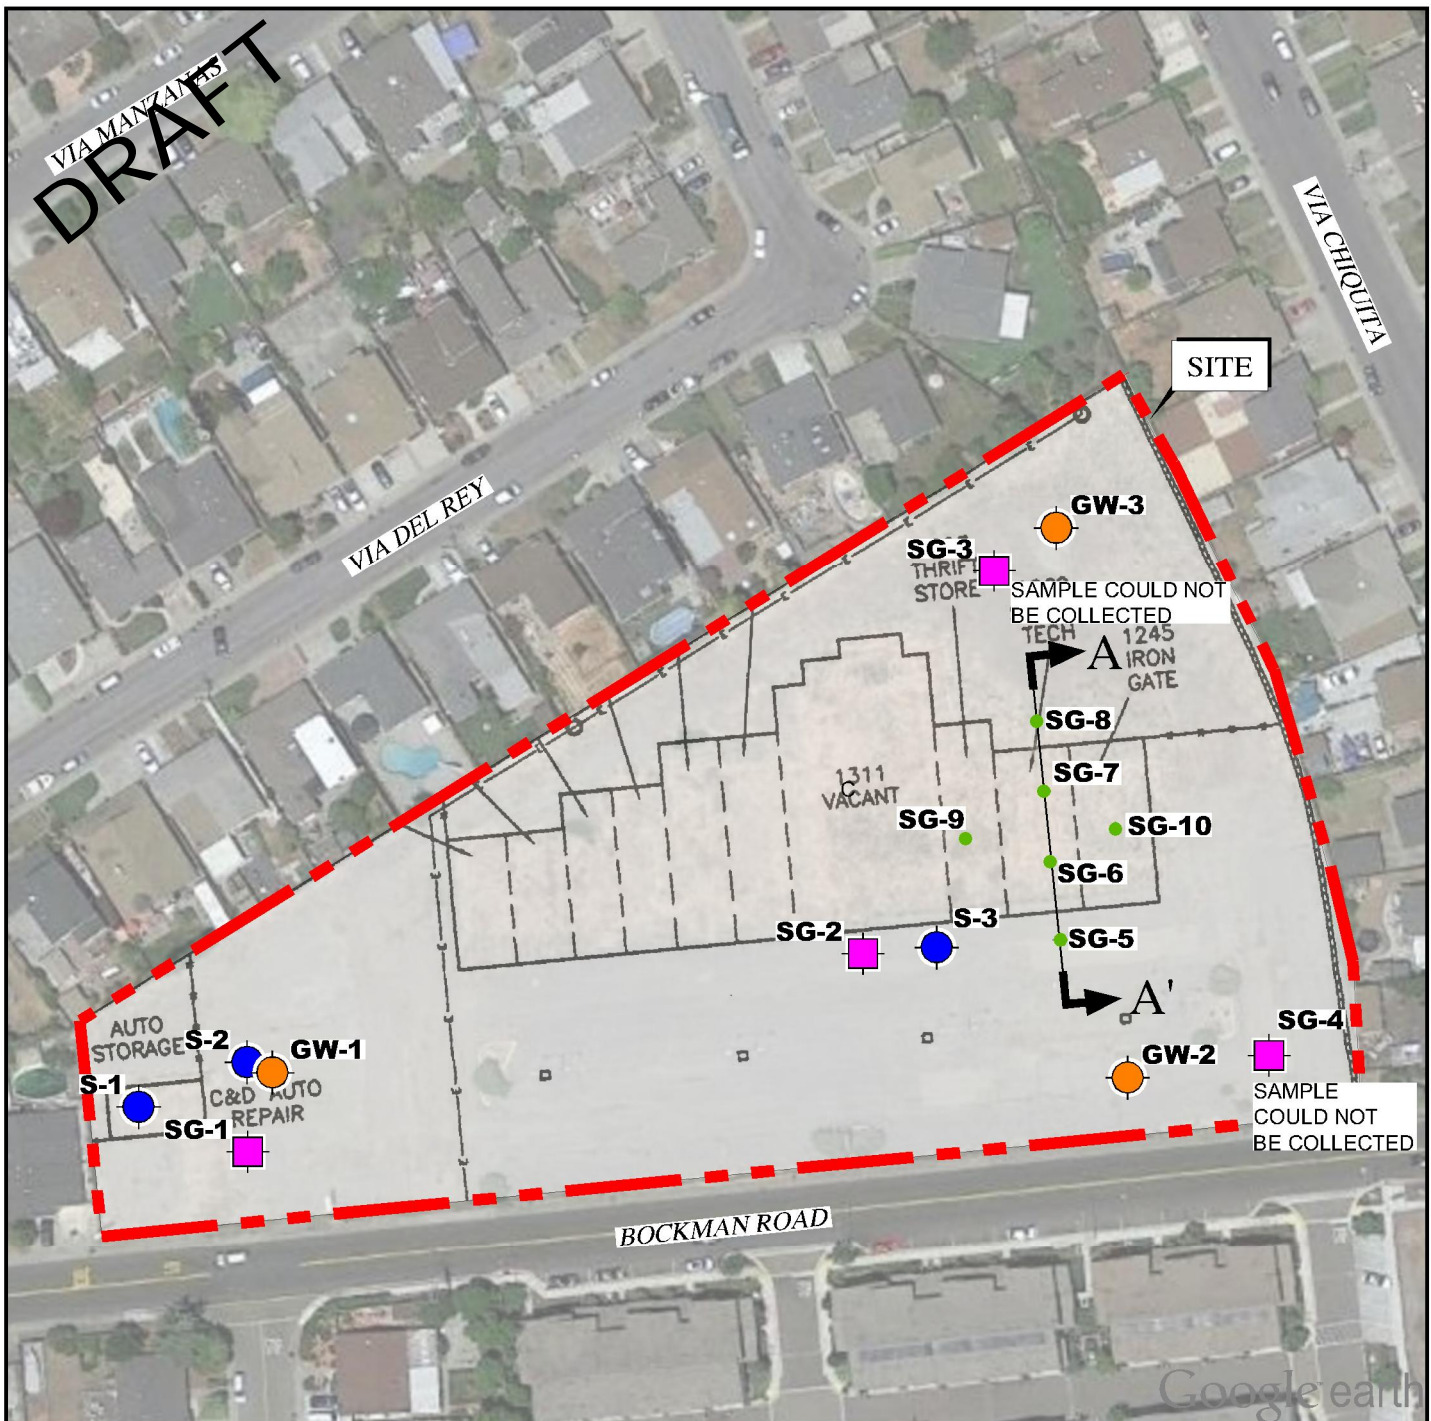 DRAFT
VIA MANZANAS
VIA CHIQUITA
SITE
VIA DEL REY
GW-3
SG-3
THRIFT
STORE
SAMPLE COULD NOT
BE COLLECTED
TECH
A
1245
IRON
GATE
SG-8
SG-7
1311
VACANT
C
SG-9
SG-10
SG-6
SG-2
S-3
SG-5
A'
AUTO
STORAGE
S-2
GW-1
SG-4
GW-2
S-1
C&D AUTO
REPAIR
SG-1
SAMPLE
COULD NOT
BE COLLECTED
BOCKMAN ROAD
Google earth